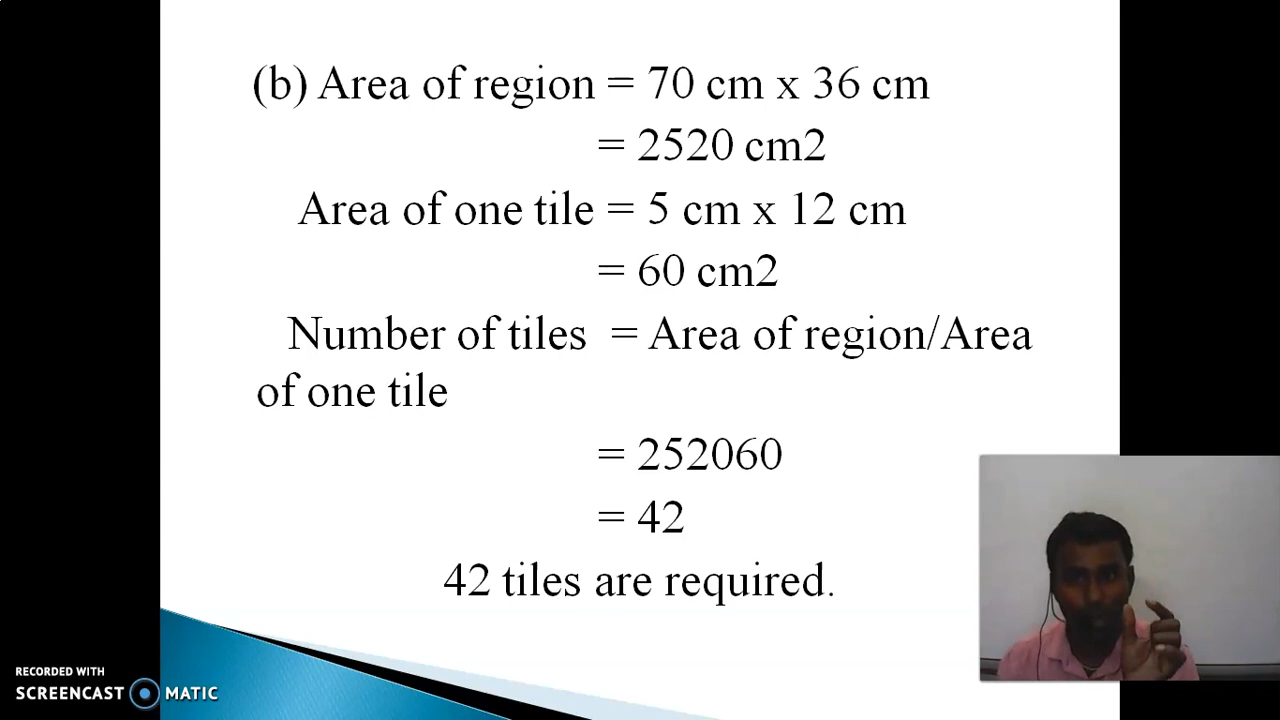 (b) Area of region = 70 cm x 36 cm
= 2520 cm2
Area of one tile = 5 cm x 12 cm
= 60 cm2
Number of tiles = Area of region/Area
of one tile
= 252060
= 42
42 tiles are required.
RECORDED WITH
SCREENCAST MATIC